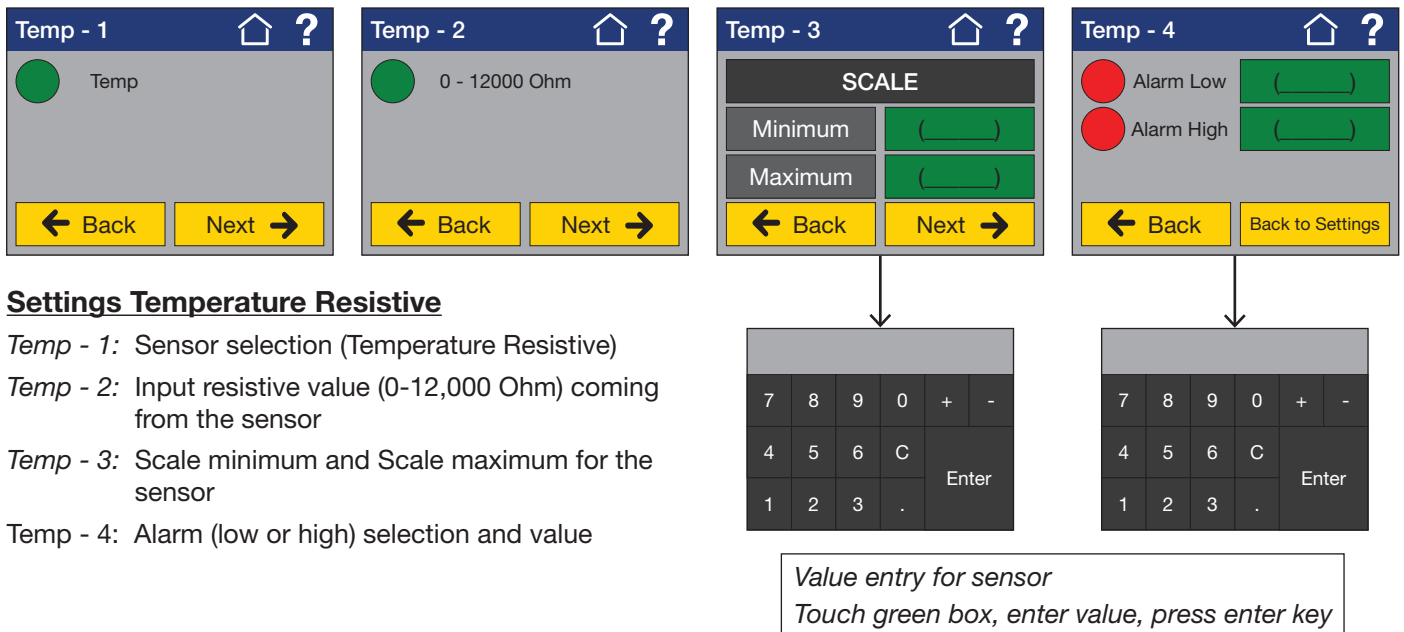 Temp - 1 ?
Temp
Back Next
Temp - 2 ?
0 - 12000 Ohm
Back Next
Temp - 3 ?
SCALE
Minimum (_____)
Maximum (_____)
Back Next
Temp - 4 ?
Alarm Low (_____)
Alarm High (_____)
Back Back to Settings
Settings Temperature Resistive
Temp - 1: Sensor selection (Temperature Resistive)
Temp - 2: Input resistive value (0-12,000 Ohm) coming
from the sensor
Temp - 3: Scale minimum and Scale maximum for the
sensor
Temp - 4: Alarm (low or high) selection and value
7 8 9 0 + -
4 5 6 C
Enter
1 2 3 .
7 8 9 0 + -
4 5 6 C
Enter
1 2 3 .
Value entry for sensor
Touch green box, enter value, press enter key